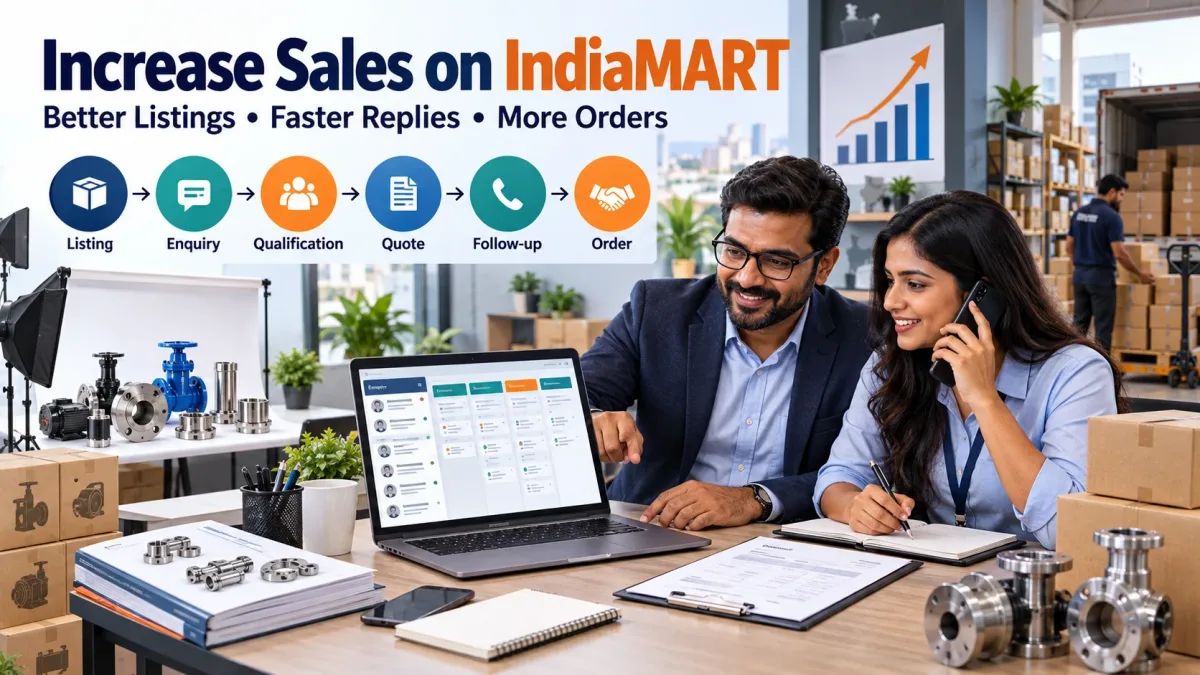 Increase Sales on IndiaMART
Better Listings • Faster Replies • More Orders
Listing
Enquiry
Qualification
Quote
Follow-up
Order